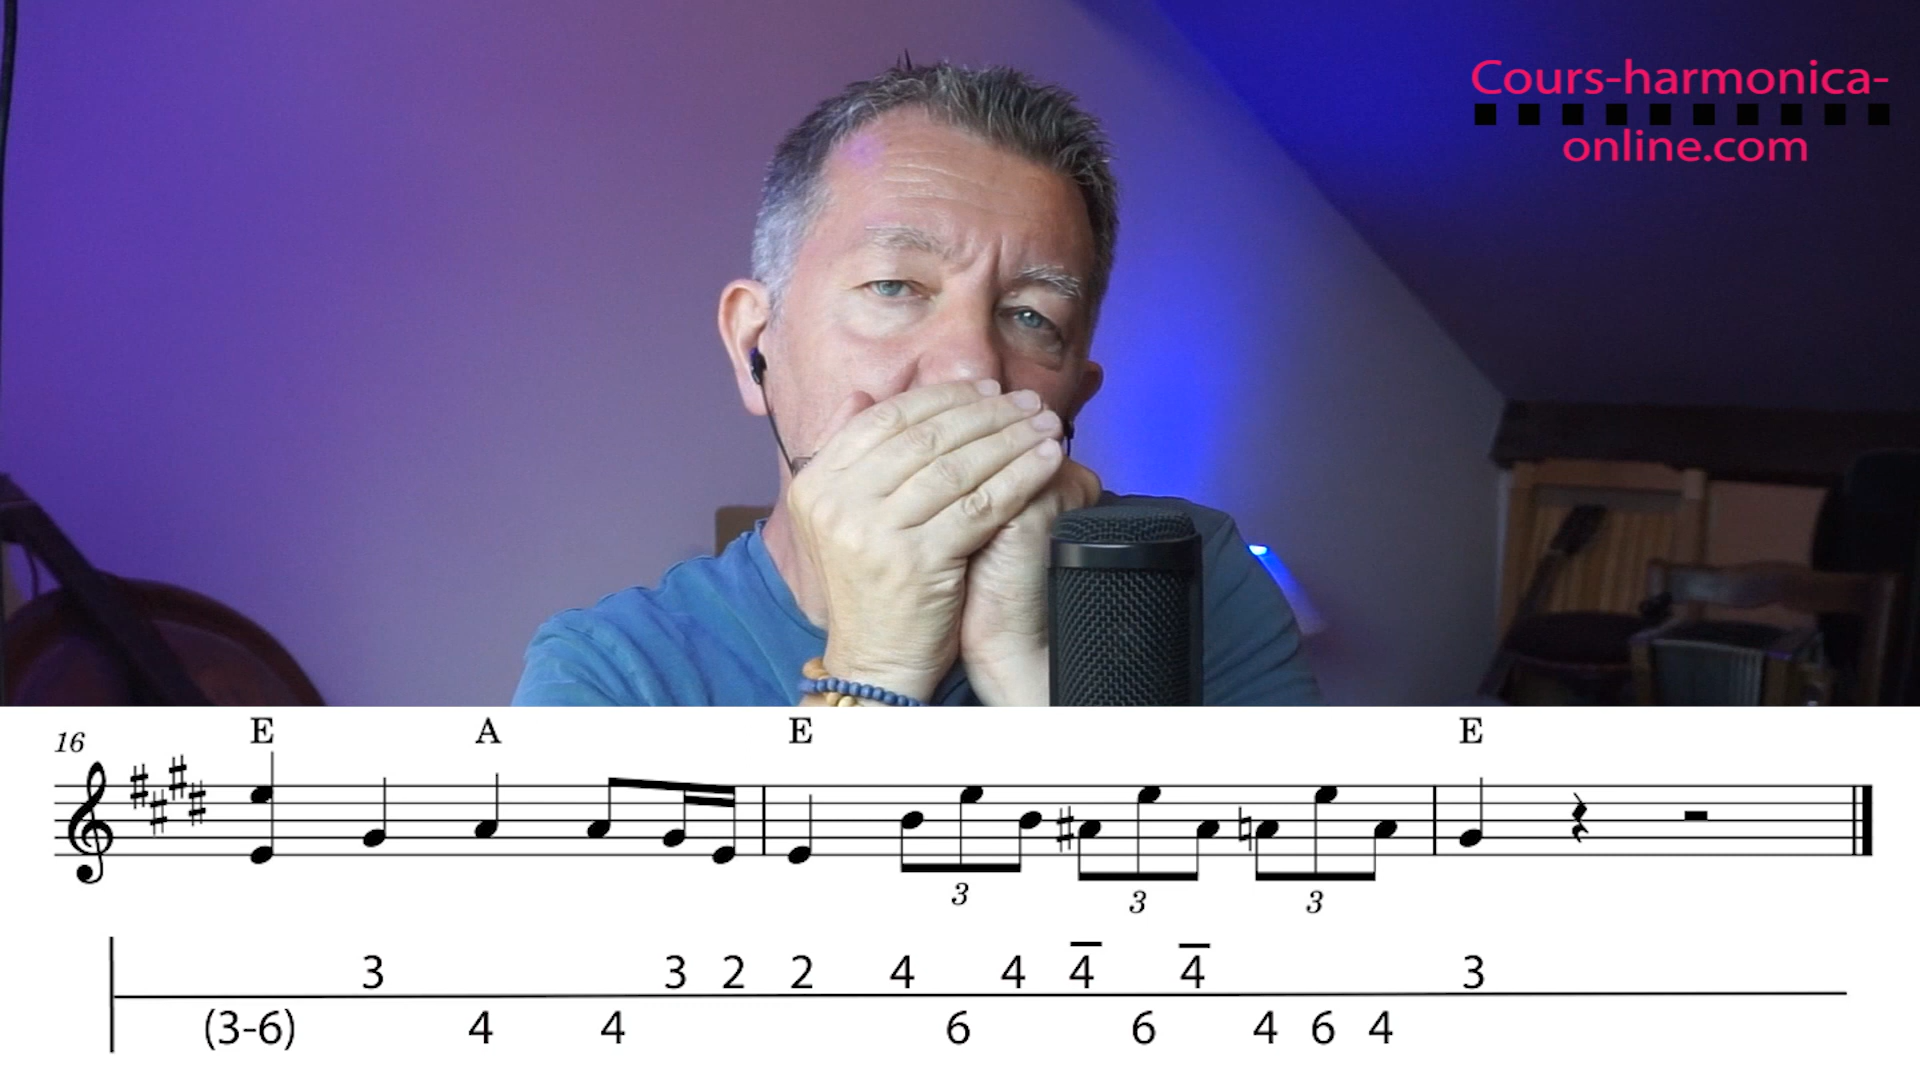 Cours-harmonica-
online.com
16 E A E E
3 3 3
3 3 2 2 4 4 4 4 3
(3-6) 4 4 6 6 4 6 4